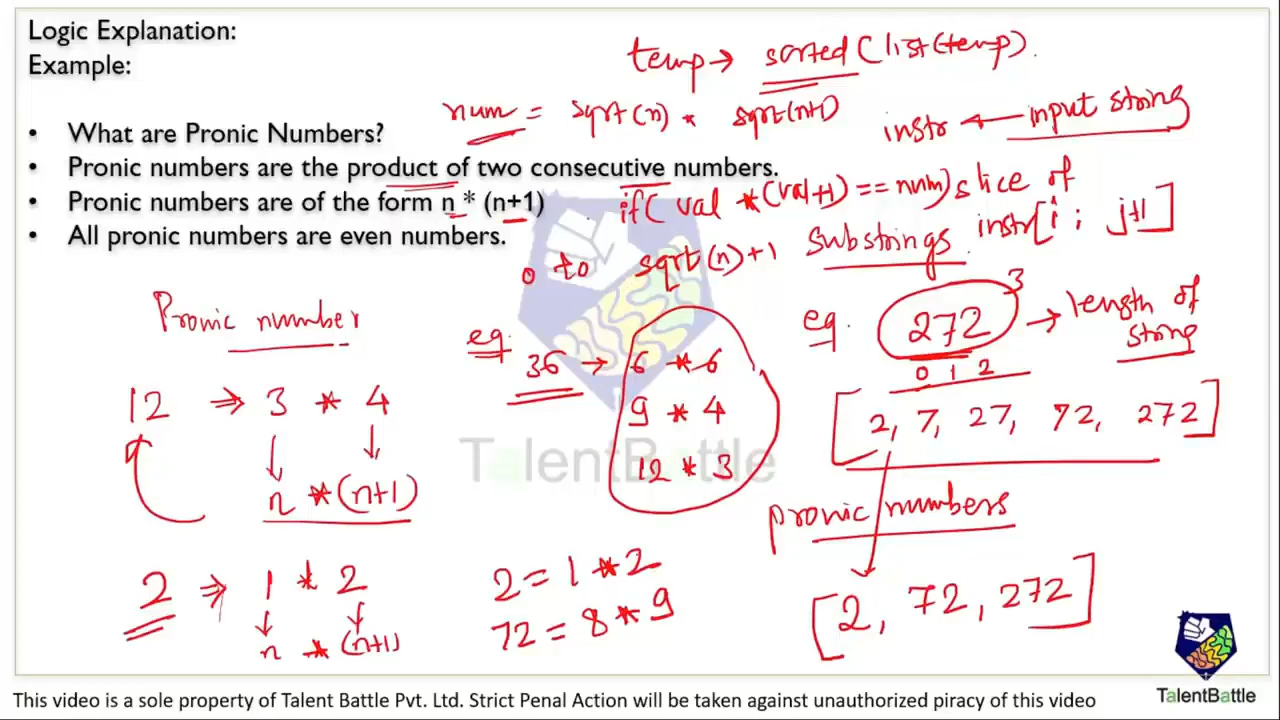 Logic Explanation:
Example:
temp → sorted (list(temp).
num = sqrt(n) * sqrt(n+1)
instr ← input string
• What are Pronic Numbers?
• Pronic numbers are the product of two consecutive numbers.
• Pronic numbers are of the form n * (n+1)
• All pronic numbers are even numbers.
if( val *(val+1) == num)
slice of
substrings instr[i : j+1]
0 to sqrt(n)+1
Pronic number
12 ⇒ 3 * 4
n *(n+1)
2 ⇒ 1 * 2
n * (n+1)
eg. 36 → 6 * 6
9 * 4
12 * 3
2 = 1 * 2
72 = 8 * 9
eg. 272 3 → length of string
0 1 2
[2, 7, 27, 72, 272]
pronic numbers
[2, 72, 272]
TalentBattle
TalentBattle
This video is a sole property of Talent Battle Pvt. Ltd. Strict Penal Action will be taken against unauthorized piracy of this video